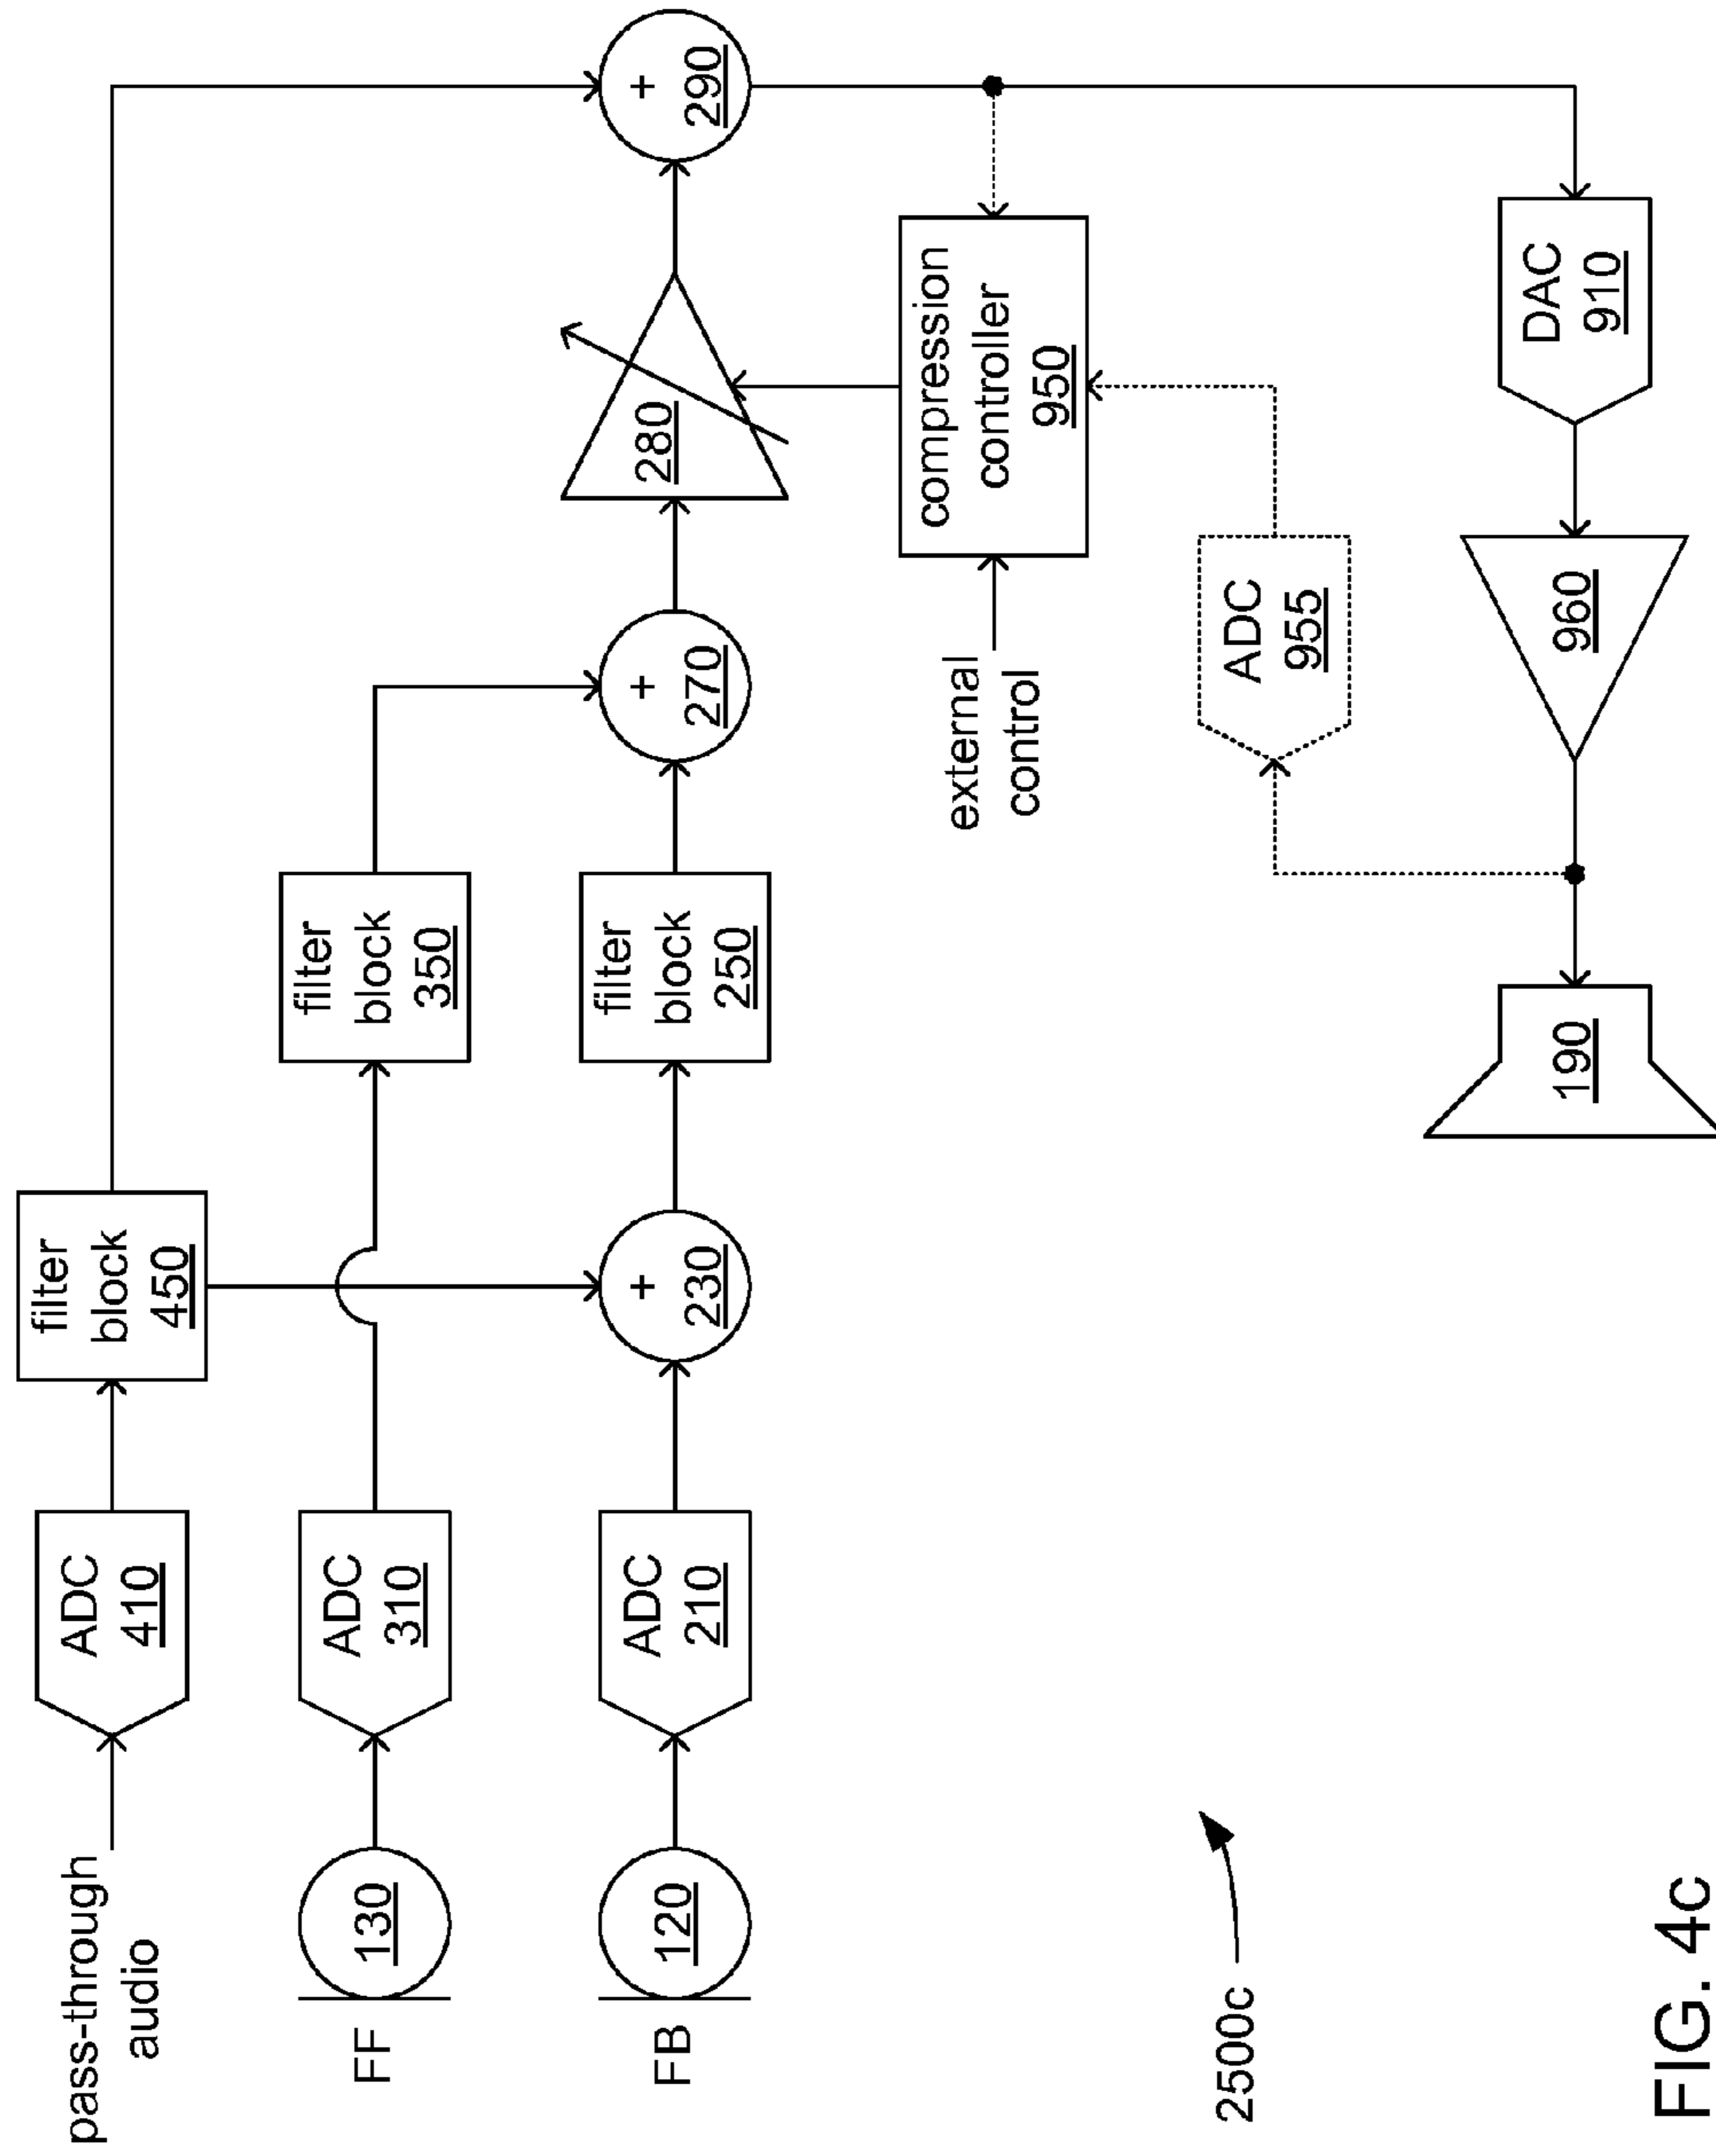 pass-through
audio
ADC
410
filter
block
450
FF
130
ADC
310
filter
block
350
FB
120
ADC
210
+
230
filter
block
250
+
270
280
+
290
external
control
compression
controller
950
ADC
955
190
960
DAC
910
2500c
FIG. 4c